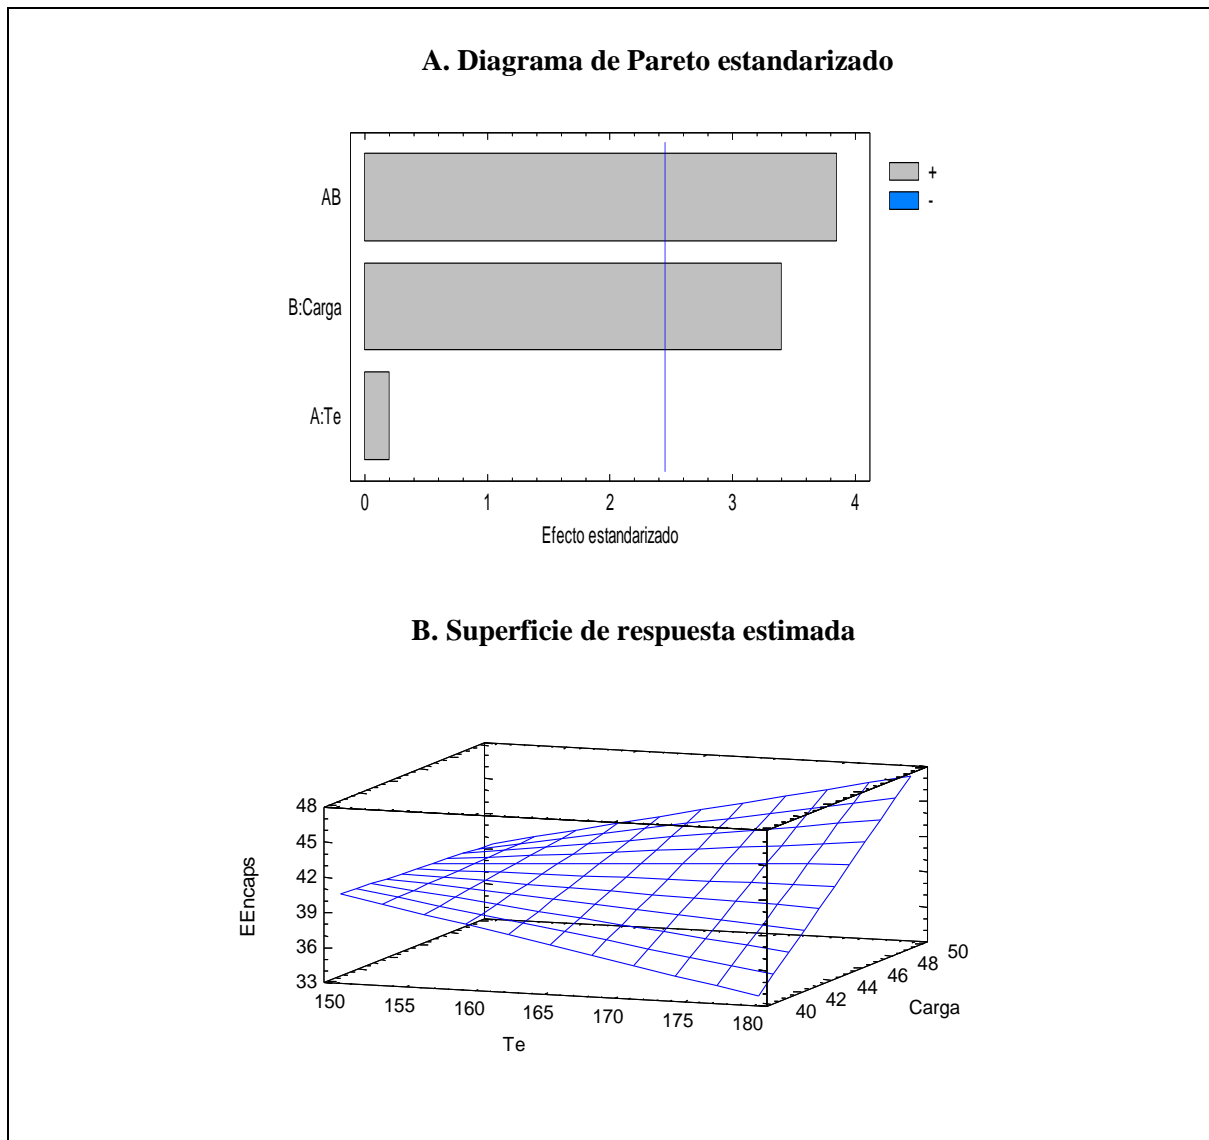 A. Diagrama de Pareto estandarizado
AB
B:Carga
A:Te
+
-
0 1 2 3 4
Efecto estandarizado
B. Superficie de respuesta estimada
EEncaps
48
45
42
39
36
33
150 155 160 165 170 175 180
Te
40 42 44 46 48 50
Carga